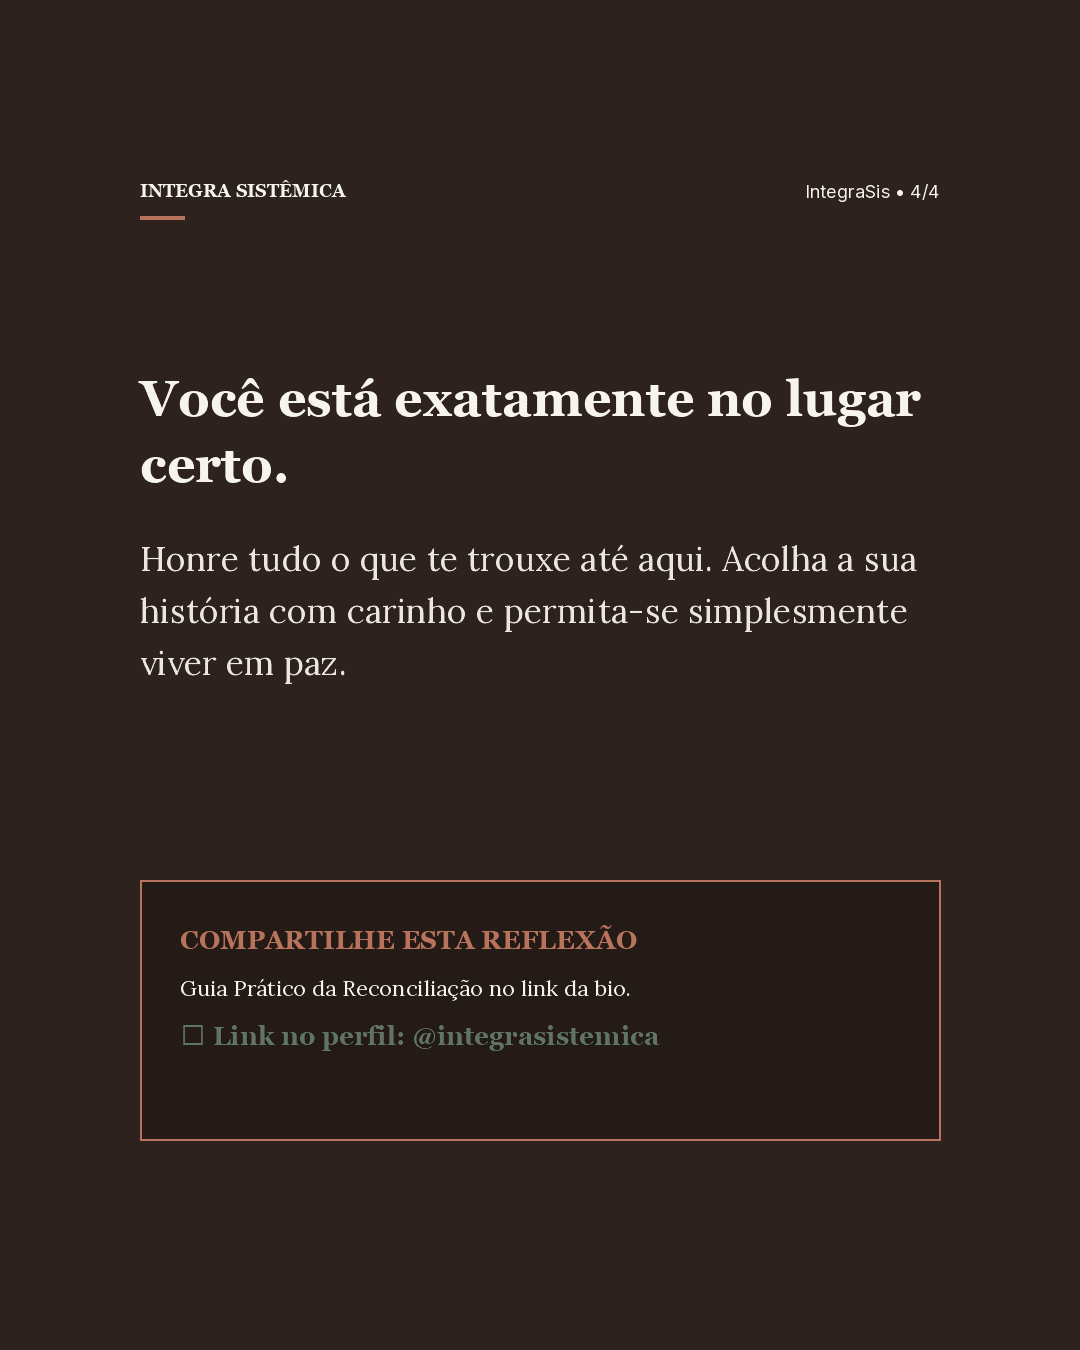 INTEGRA SISTÊMICA
IntegraSis • 4/4
Você está exatamente no lugar
certo.
Honre tudo o que te trouxe até aqui. Acolha a sua
história com carinho e permita-se simplesmente
viver em paz.
COMPARTILHE ESTA REFLEXÃO
Guia Prático da Reconciliação no link da bio.
☐ Link no perfil: @integrasistemica